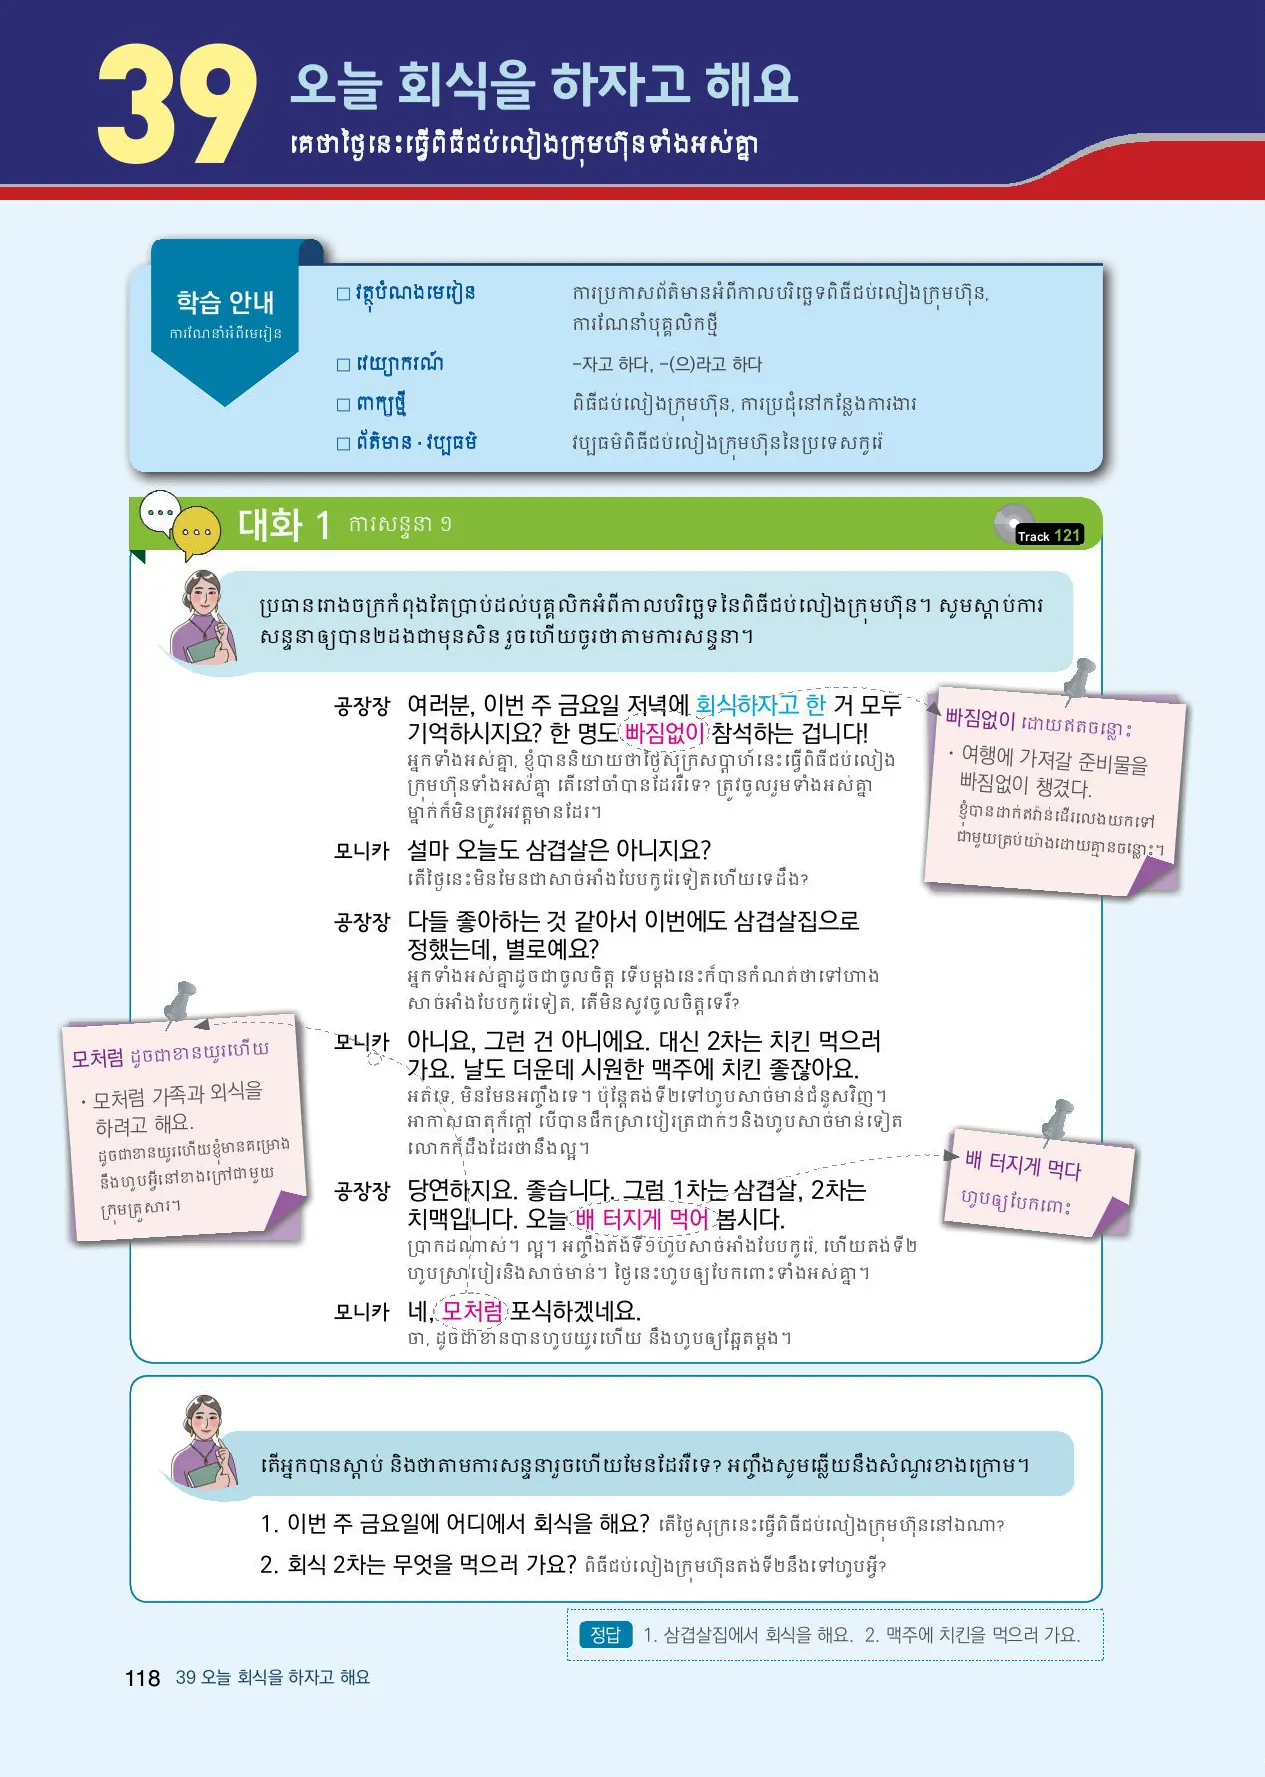 39
오늘 회식을 하자고 해요
គេថាថ្ងៃនេះធ្វើពិធីជប់លៀងក្រុមហ៊ុនទាំងអស់គ្នា
학습 안내
ការណែនាំអំពីមេរៀន
□ វត្ថុបំណងមេរៀន ការប្រកាសព័ត៌មានអំពីកាលបរិច្ឆេទពិធីជប់លៀងក្រុមហ៊ុន,
ការណែនាំបុគ្គលិកថ្មី
□ វេយ្យាករណ៍ -자고 하다, -(으)라고 하다
□ ពាក្យថ្មី ពិធីជប់លៀងក្រុមហ៊ុន, ការប្រជុំនៅកន្លែងការងារ
□ ព័ត៌មាន · វប្បធម៌ វប្បធម៌ពិធីជប់លៀងក្រុមហ៊ុននៃប្រទេសកូរ៉េ
대화 1 ការសន្ទនា ១
Track 121
ប្រធានរោងចក្រកំពុងតែប្រាប់ដល់បុគ្គលិកអំពីកាលបរិច្ឆេទនៃពិធីជប់លៀងក្រុមហ៊ុន។ សូមស្តាប់ការ
សន្ទនាឲ្យបាន២ដងជាមុនសិន រួចហើយចូរថាតាមការសន្ទនា។
공장장 여러분, 이번 주 금요일 저녁에 회식하자고 한 거 모두
기억하시지요? 한 명도 빠짐없이 참석하는 겁니다!
អ្នកទាំងអស់គ្នា, ខ្ញុំបាននិយាយថាថ្ងៃសុក្រសប្តាហ៍នេះធ្វើពិធីជប់លៀង
ក្រុមហ៊ុនទាំងអស់គ្នា តើនៅចាំបានដែរឬទេ? ត្រូវចូលរួមទាំងអស់គ្នា
ម្នាក់ក៏មិនត្រូវអវត្តមានដែរ។
모니카 설마 오늘도 삼겹살은 아니지요?
តើថ្ងៃនេះមិនមែនជាសាច់អាំងបែបកូរ៉េទៀតហើយទេដឹង?
공장장 다들 좋아하는 것 같아서 이번에도 삼겹살집으로
정했는데, 별로예요?
អ្នកទាំងអស់គ្នាដូចជាចូលចិត្ត ទើបម្តងនេះក៏បានកំណត់ថាទៅហាង
សាច់អាំងបែបកូរ៉េទៀត, តើមិនសូវចូលចិត្តទេរឺ?
모니카 아니요, 그런 건 아니에요. 대신 2차는 치킨 먹으러
가요. 날도 더운데 시원한 맥주에 치킨 좋잖아요.
អត់ទេ, មិនមែនអញ្ចឹងទេ។ ប៉ុន្តែតង់ទី២ទៅហូបសាច់មាន់ជំនួសវិញ។
អាកាសធាតុក៏ក្តៅ បើបានផឹកស្រាបៀរត្រជាក់ៗនិងហូបសាច់មាន់ទៀត
លោកក៏ដឹងដែរថានឹងល្អ។
공장장 당연하지요. 좋습니다. 그럼 1차는 삼겹살, 2차는
치맥입니다. 오늘 배 터지게 먹어 봅시다.
ប្រាកដណាស់។ ល្អ។ អញ្ចឹងតង់ទី១ហូបសាច់អាំងបែបកូរ៉េ, ហើយតង់ទី២
ហូបស្រាបៀរនិងសាច់មាន់។ ថ្ងៃនេះហូបឲ្យបែកពោះទាំងអស់គ្នា។
모니카 네, 모처럼 포식하겠네요.
ចា, ដូចជាខានបានហូបយូរហើយ នឹងហូបឲ្យឆ្អែតម្តង។
빠짐없이 ដោយឥតចន្លោះ
· 여행에 가져갈 준비물을
빠짐없이 챙겼다.
ខ្ញុំបានដាក់ឥវ៉ាន់ដើរលេងយកទៅ
ជាមួយគ្រប់យ៉ាងដោយគ្មានចន្លោះ។
모처럼 ដូចជាខានយូរហើយ
· 모처럼 가족과 외식을
하려고 해요.
ដូចជាខានយូរហើយខ្ញុំមានគម្រោង
នឹងហូបអ្វីនៅខាងក្រៅជាមួយ
ក្រុមគ្រួសារ។
배 터지게 먹다
ហូបឲ្យបែកពោះ
តើអ្នកបានស្តាប់ និងថាតាមការសន្ទនារួចហើយមែនដែរឬទេ? អញ្ចឹងសូមឆ្លើយនឹងសំណួរខាងក្រោម។
1. 이번 주 금요일에 어디에서 회식을 해요? តើថ្ងៃសុក្រនេះធ្វើពិធីជប់លៀងក្រុមហ៊ុននៅឯណា?
2. 회식 2차는 무엇을 먹으러 가요? ពិធីជប់លៀងក្រុមហ៊ុនតង់ទី២នឹងទៅហូបអ្វី?
정답 1. 삼겹살집에서 회식을 해요. 2. 맥주에 치킨을 먹으러 가요.
118 39 오늘 회식을 하자고 해요